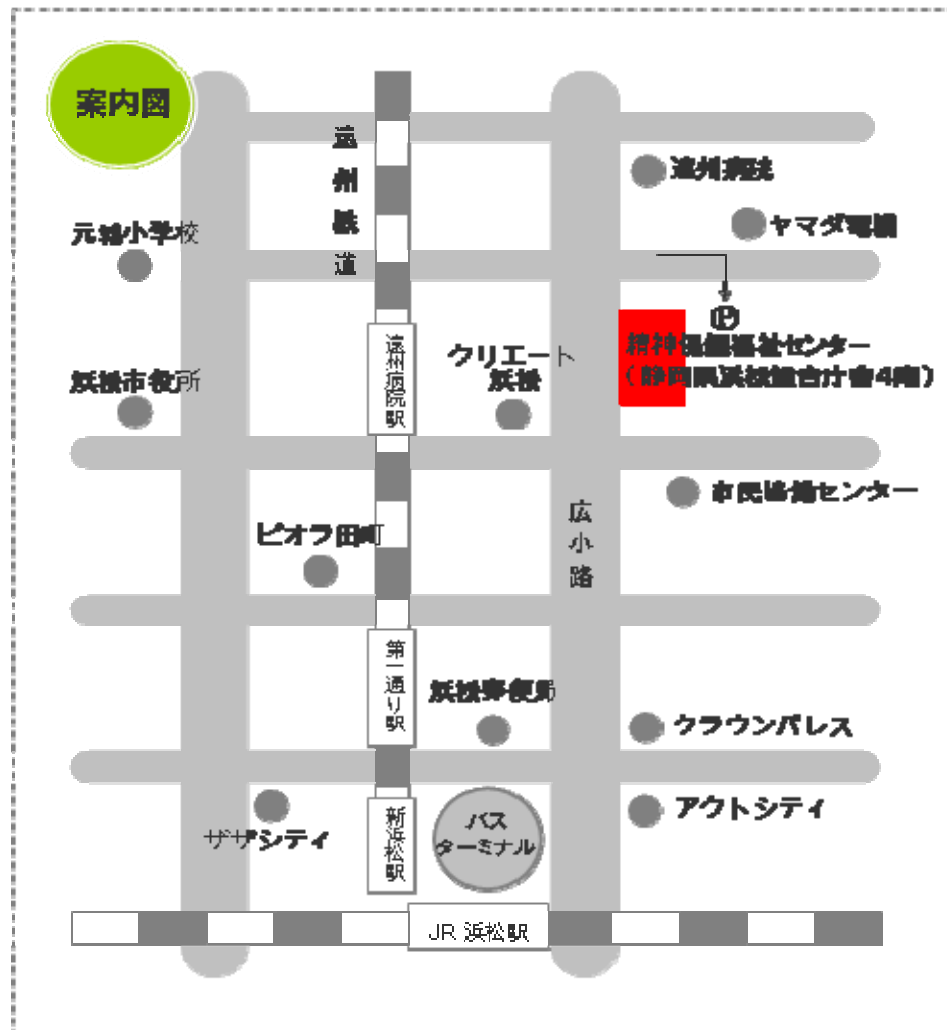 案内図
遠州鉄道
遠州病院
ヤマダ電機
元城小学校
Ⓟ
遠州病院駅
クリエート
浜松
精神保健福祉センター
(静岡県浜松総合庁舎4階)
浜松市役所
市民協働センター
広小路
ビオラ田町
第一通り駅
浜松郵便局
クラウンパレス
アクトシティ
ザザシティ
新浜松駅
バス
ターミナル
JR 浜松駅